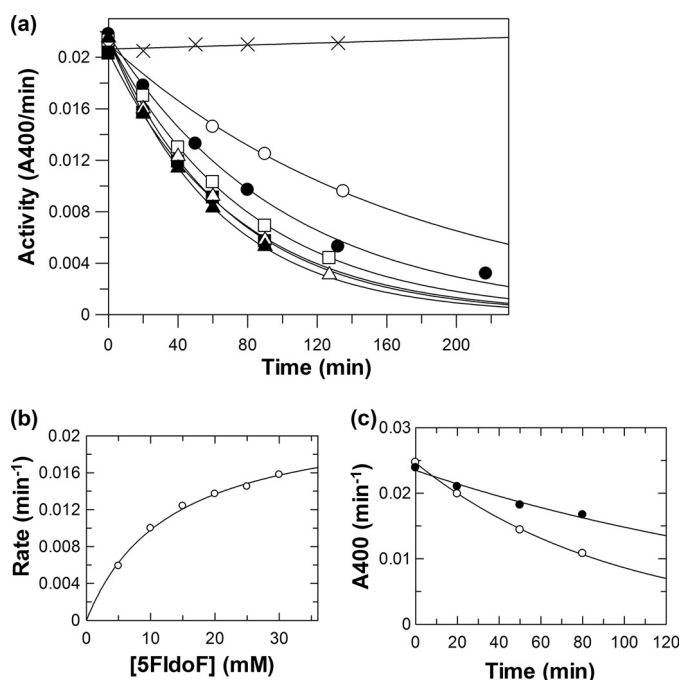 (a)
0.02
0.016
0.012
0.008
0.004
0
Activity (A400/min)
0 40 80 120 160 200
Time (min)
(b)
0.02
0.016
0.012
0.008
0.004
0
Rate (min-1)
0 10 20 30
[5FIdoF] (mM)
(c)
0.03
0.02
0.01
0
A400 (min-1)
0 20 40 60 80 100 120
Time (min)